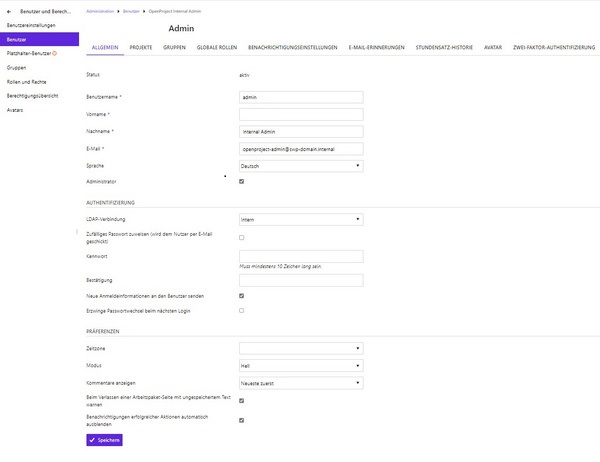 Benutzer und Berech...
Administration > Benutzer > OpenProject Internal Admin
Benutzereinstellungen
Benutzer
Platzhalter-Benutzer
Gruppen
Rollen und Rechte
Berechtigungsübersicht
Avatars
Admin
ALLGEMEIN PROJEKTE GRUPPEN GLOBALE ROLLEN BENACHRICHTIGUNGSEINSTELLUNGEN E-MAIL-ERINNERUNGEN STUNDENSATZ-HISTORIE AVATAR ZWEI-FAKTOR-AUTHENTIFIZIERUNG
Status aktiv
Benutzername * admin
Vorname *
Nachname * Internal Admin
E-Mail * openproject-admin@swp-domain.internal
Sprache Deutsch
Administrator
AUTHENTIFIZIERUNG
LDAP-Verbindung Intern
Zufälliges Passwort zuweisen (wird dem Nutzer per E-Mail
geschickt)
Kennwort
Muss mindestens 10 Zeichen lang sein.
Bestätigung
Neue Anmeldeinformationen an den Benutzer senden
Erzwinge Passwortwechsel beim nächsten Login
PRÄFERENZEN
Zeitzone
Modus Hell
Kommentare anzeigen Neueste zuerst
Beim Verlassen einer Arbeitspaket-Seite mit ungespeichertem Text
warnen
Benachrichtigungen erfolgreicher Aktionen automatisch
ausblenden
Speichern